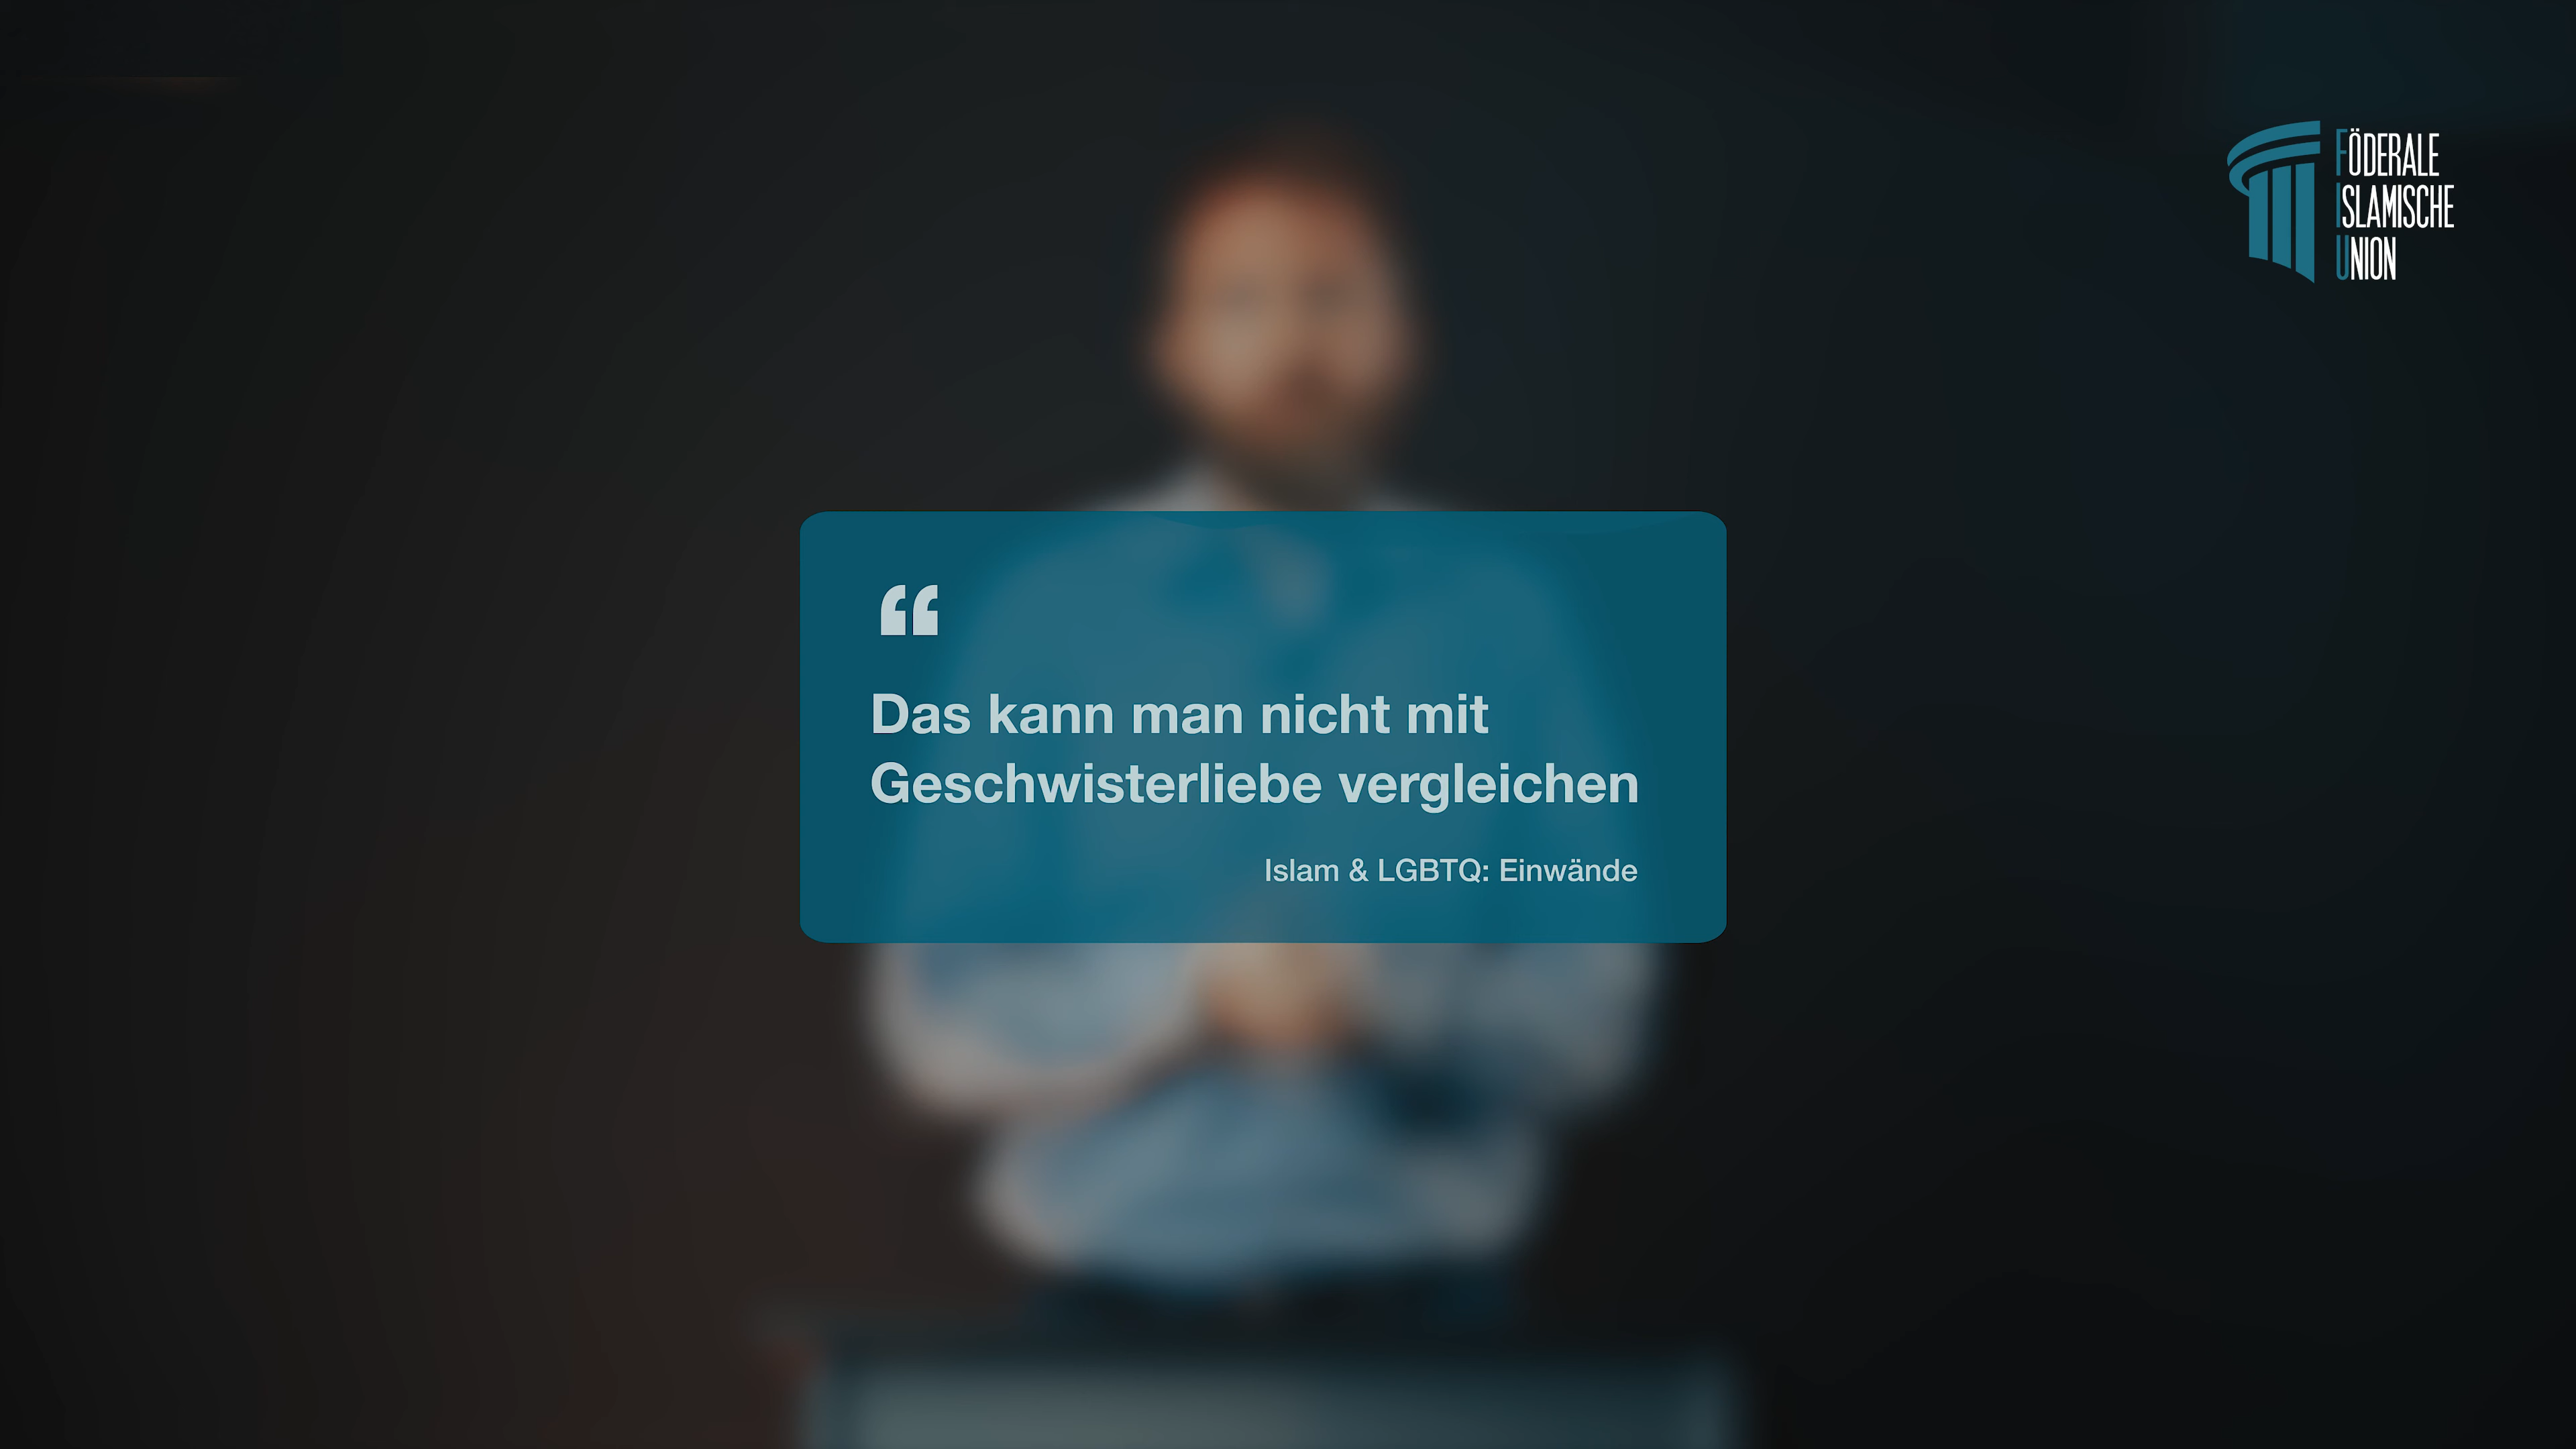 FÖDERALE
ISLAMISCHE
UNION
“
Das kann man nicht mit
Geschwisterliebe vergleichen
Islam & LGBTQ: Einwände